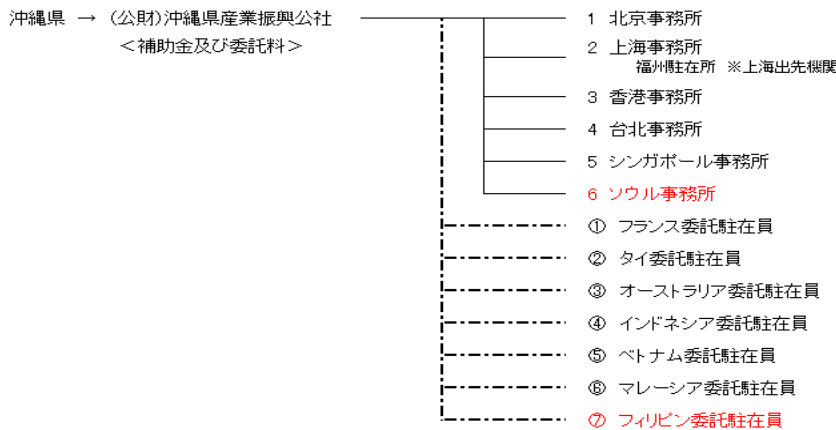 沖縄県 → (公財)沖縄県産業振興公社
＜補助金及び委託料＞
1 北京事務所
2 上海事務所
福州駐在所 ※上海出先機関
3 香港事務所
4 台北事務所
5 シンガポール事務所
6 ソウル事務所
① フランス委託駐在員
② タイ委託駐在員
③ オーストラリア委託駐在員
④ インドネシア委託駐在員
⑤ ベトナム委託駐在員
⑥ マレーシア委託駐在員
⑦ フィリピン委託駐在員